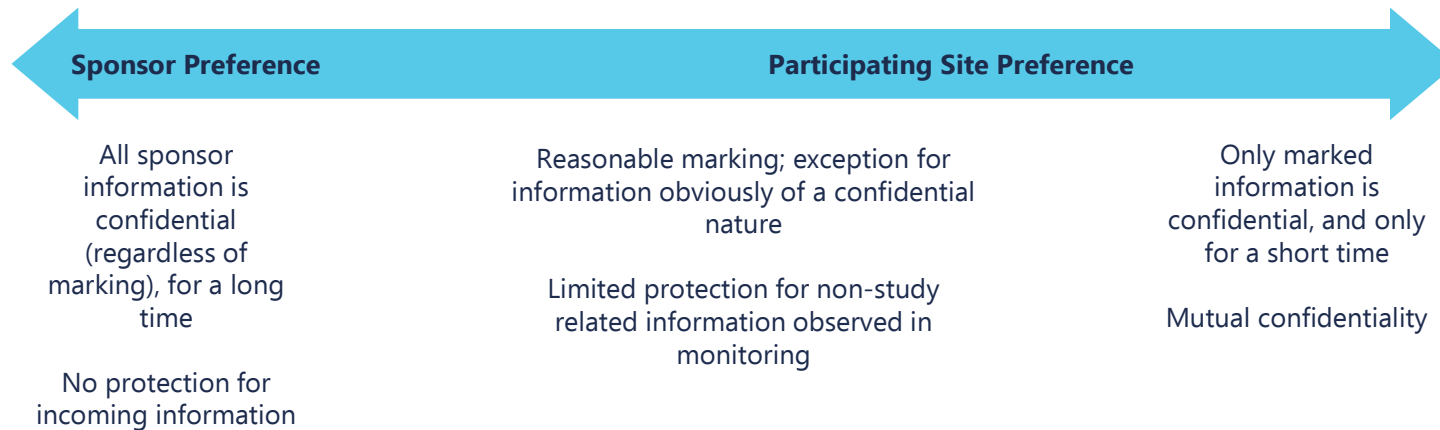 Sponsor Preference
Participating Site Preference
All sponsor
information is
confidential
(regardless of
marking), for a long
time
No protection for
incoming information
Reasonable marking; exception for
information obviously of a confidential
nature
Limited protection for non-study
related information observed in
monitoring
Only marked
information is
confidential, and only
for a short time
Mutual confidentiality